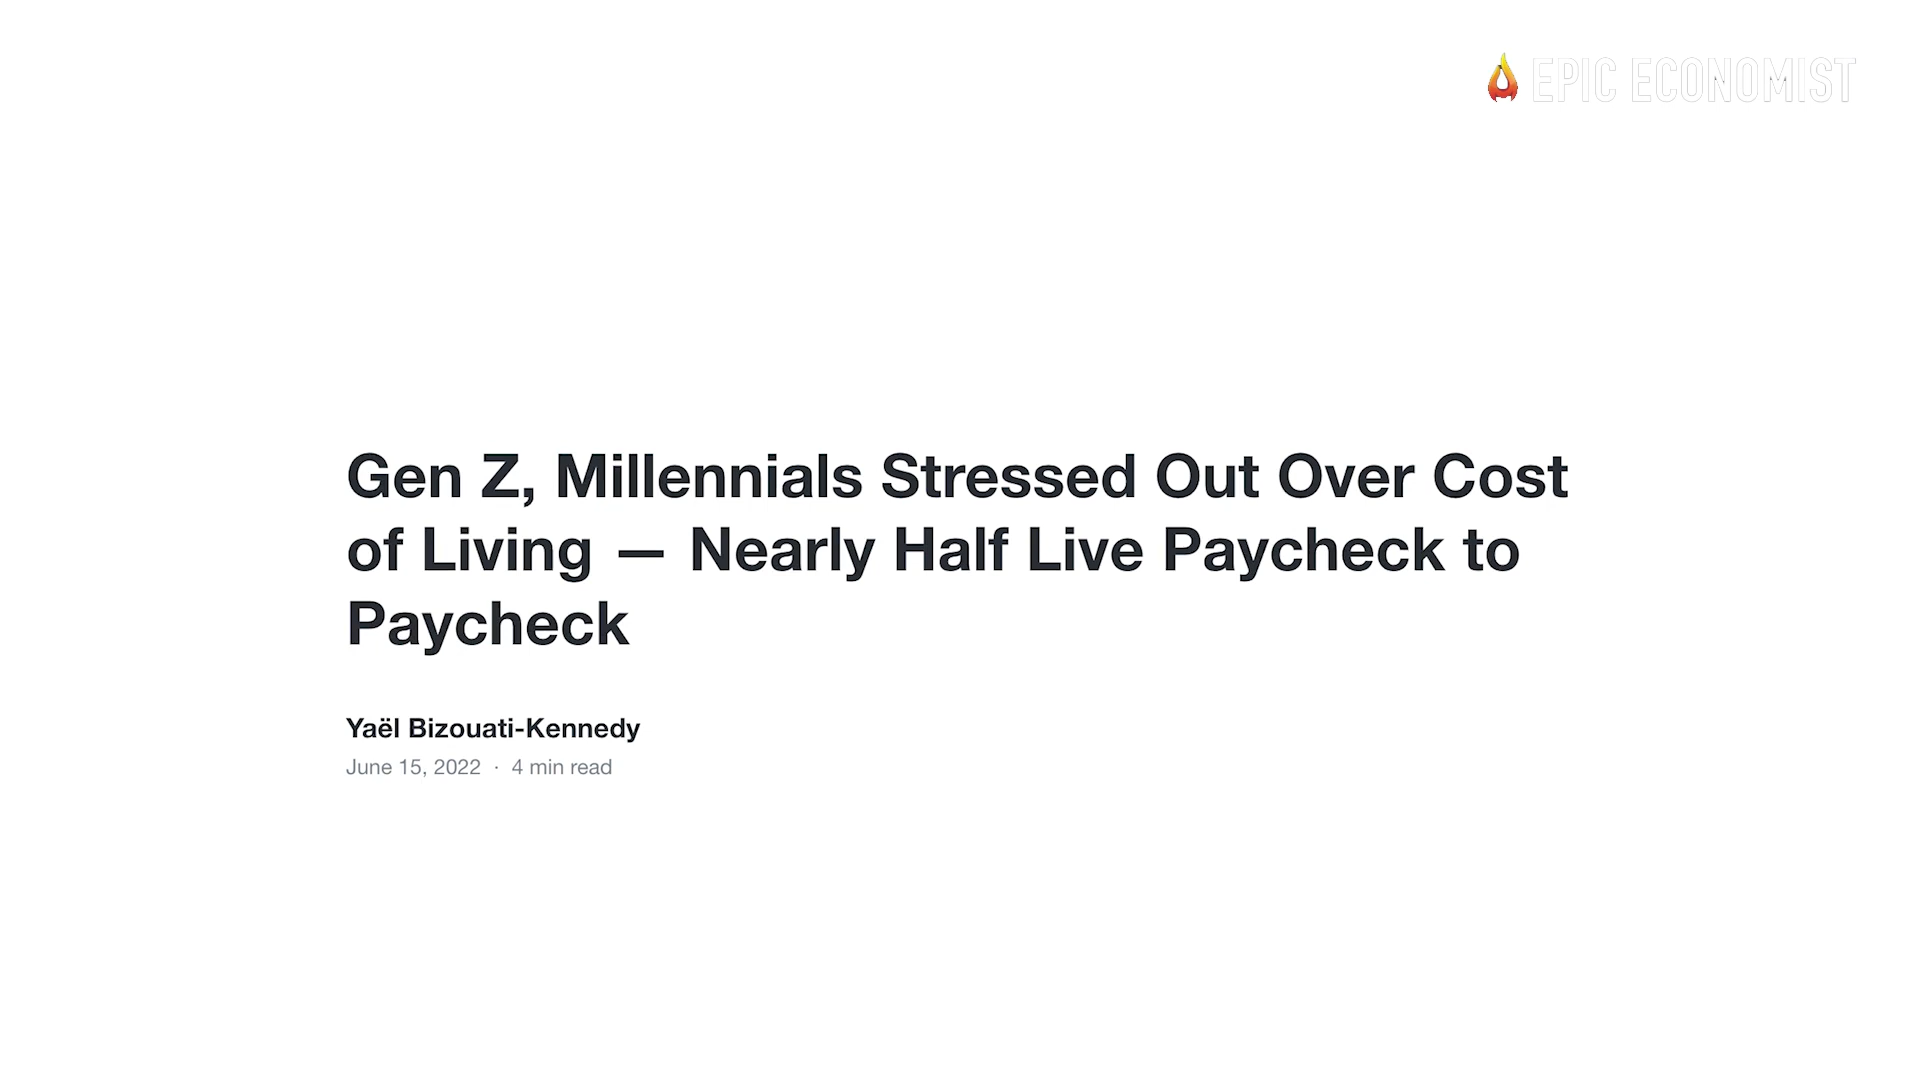 EPIC ECONOMIST
Gen Z, Millennials Stressed Out Over Cost
of Living — Nearly Half Live Paycheck to
Paycheck
Yaël Bizouati-Kennedy
June 15, 2022 · 4 min read